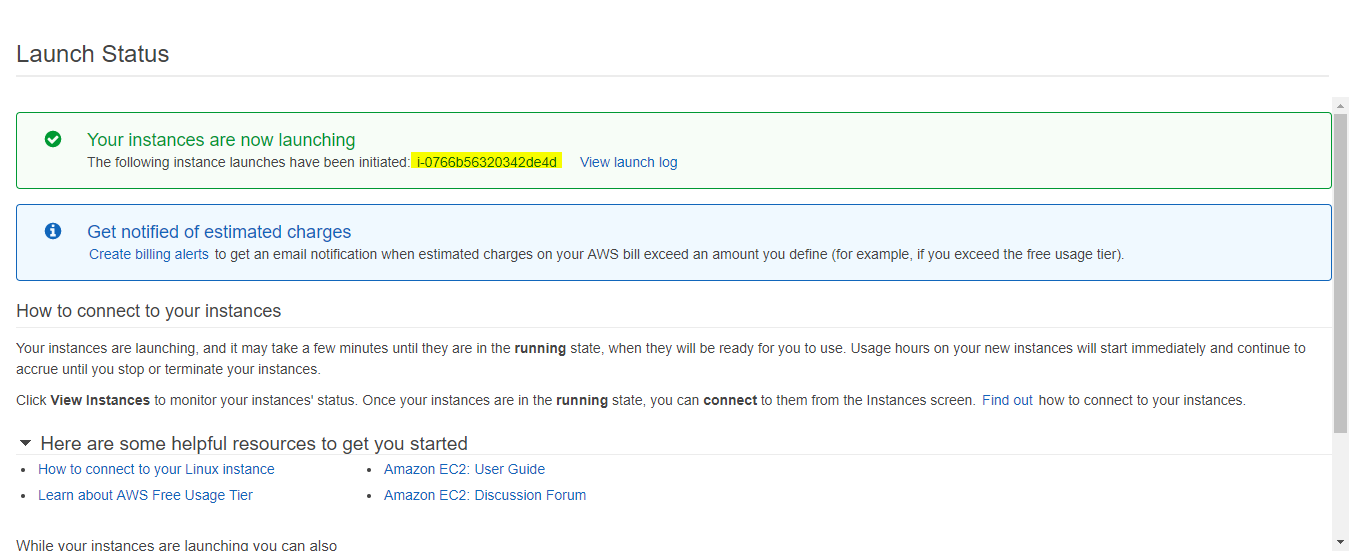 Launch Status
Your instances are now launching
The following instance launches have been initiated: i-0766b56320342de4d View launch log
Get notified of estimated charges
Create billing alerts to get an email notification when estimated charges on your AWS bill exceed an amount you define (for example, if you exceed the free usage tier).
How to connect to your instances
Your instances are launching, and it may take a few minutes until they are in the running state, when they will be ready for you to use. Usage hours on your new instances will start immediately and continue to
accrue until you stop or terminate your instances.
Click View Instances to monitor your instances' status. Once your instances are in the running state, you can connect to them from the Instances screen. Find out how to connect to your instances.
Here are some helpful resources to get you started
• How to connect to your Linux instance • Amazon EC2: User Guide
• Learn about AWS Free Usage Tier • Amazon EC2: Discussion Forum
While your instances are launching you can also